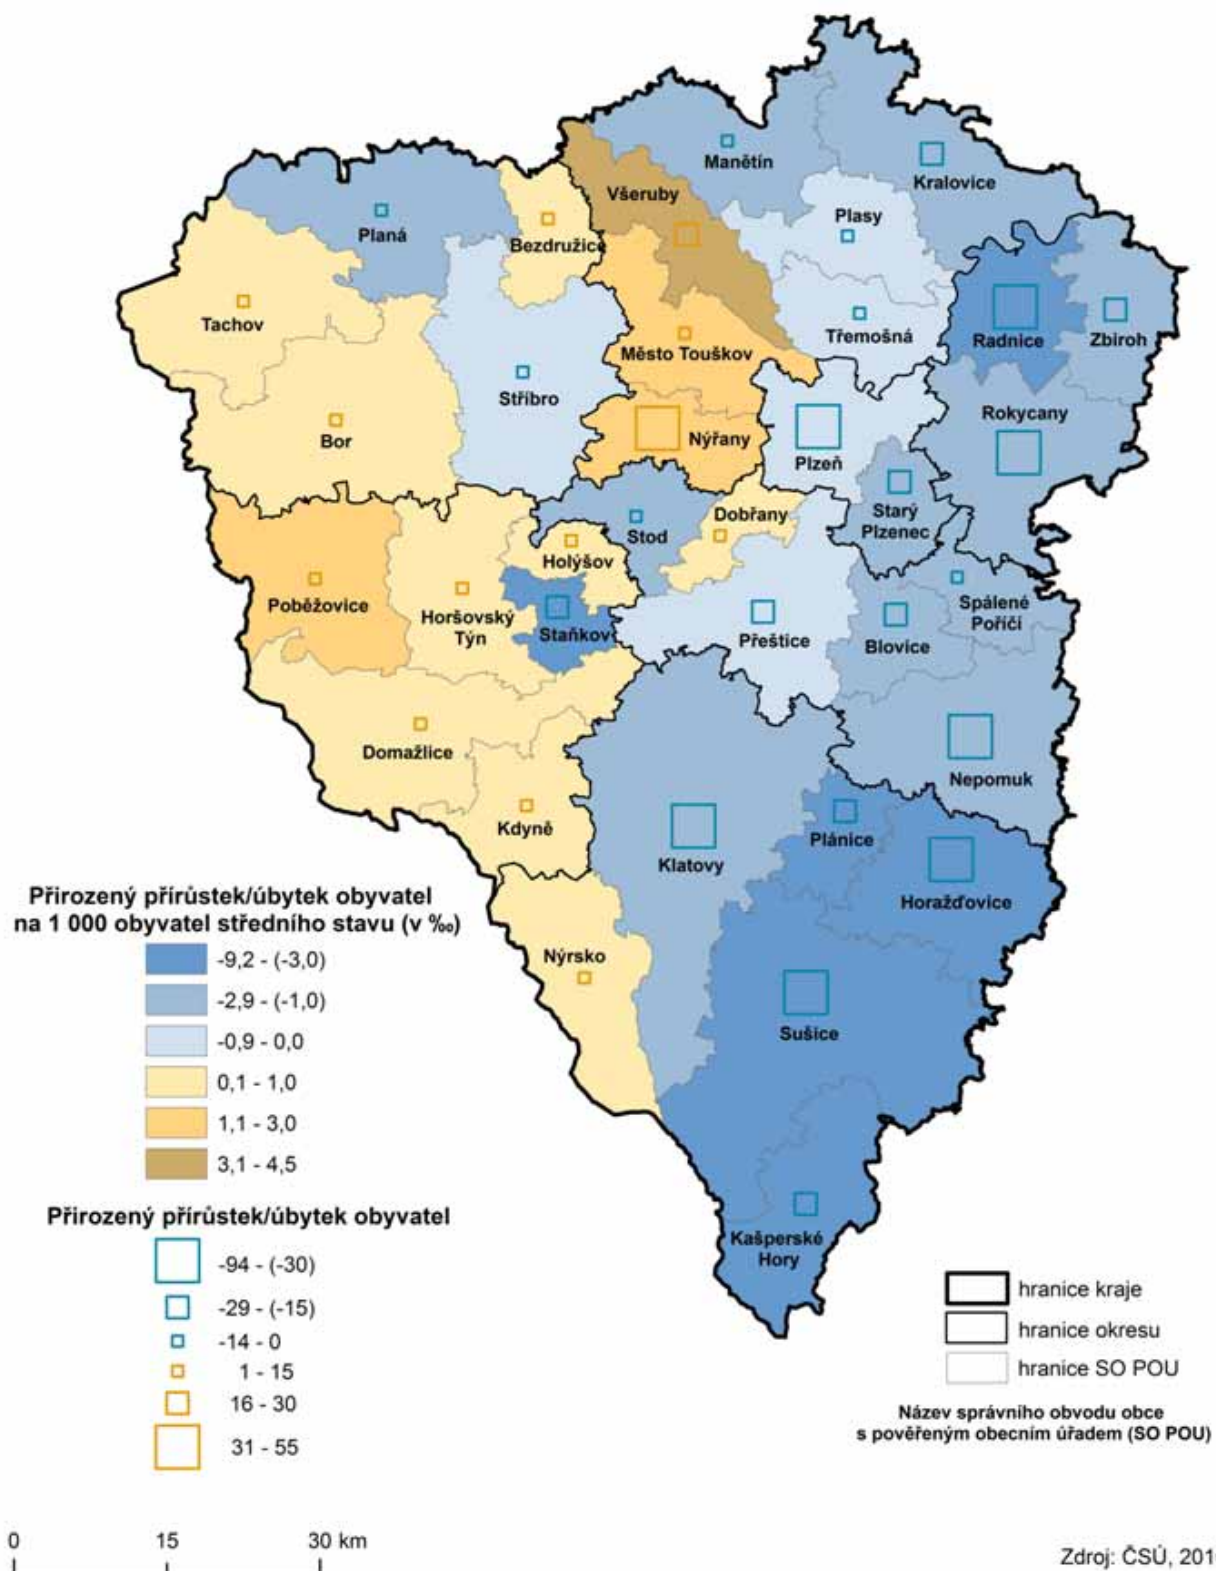 Manětín
Kralovice
Všeruby
Plasy
Planá
Bezdružice
Tachov
Město Touškov
Třemošná
Radnice
Zbiroh
Stříbro
Rokycany
Bor
Nýřany
Plzeň
Starý
Plzenec
Dobřany
Stod
Holýšov
Poběžovice
Horšovský
Týn
Staňkov
Přeštice
Blovice
Spálené
Poříčí
Domažlice
Nepomuk
Kdyně
Klatovy
Plánice
Horažďovice
Nýrsko
Sušice
Kašperské
Hory
Přirozený přírůstek/úbytek obyvatel
na 1 000 obyvatel středního stavu (v ‰)
-9,2 - (-3,0)
-2,9 - (-1,0)
-0,9 - 0,0
0,1 - 1,0
1,1 - 3,0
3,1 - 4,5
Přirozený přírůstek/úbytek obyvatel
-94 - (-30)
-29 - (-15)
-14 - 0
1 - 15
16 - 30
31 - 55
hranice kraje
hranice okresu
hranice SO POU
Název správního obvodu obce
s pověřeným obecním úřadem (SO POU)
0 15 30 km
Zdroj: ČSÚ,